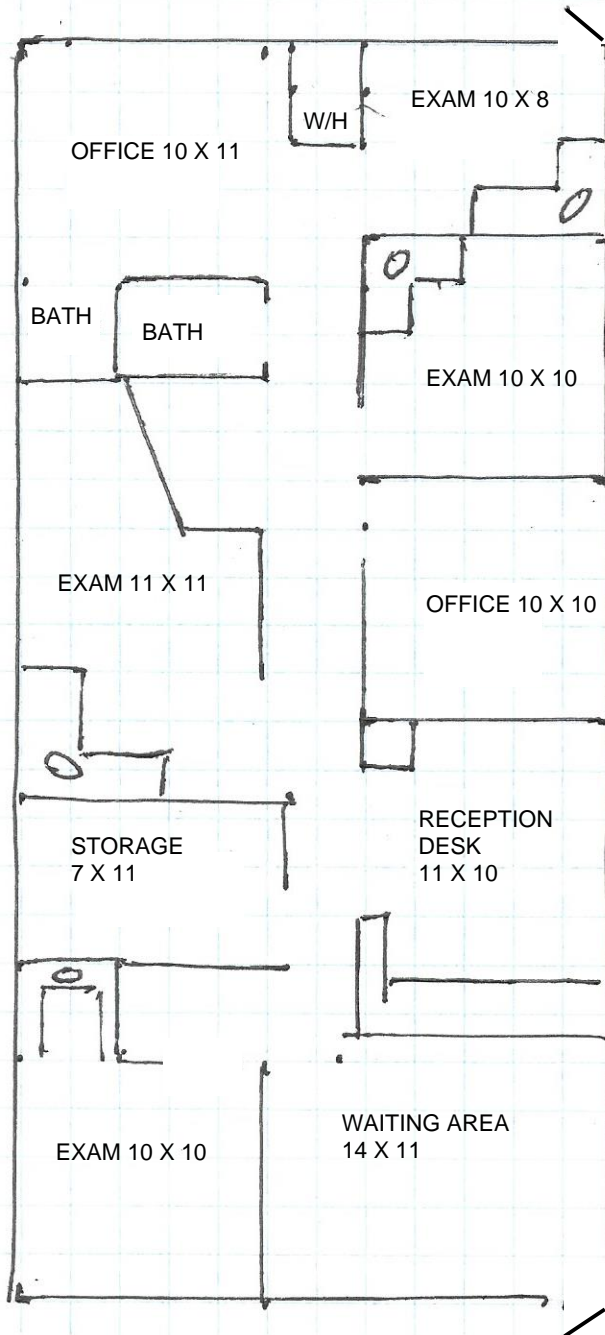 EXAM 10 X 8
W/H
OFFICE 10 X 11
BATH
BATH
EXAM 10 X 10
EXAM 11 X 11
OFFICE 10 X 10
RECEPTION
DESK
11 X 10
STORAGE
7 X 11
WAITING AREA
14 X 11
EXAM 10 X 10